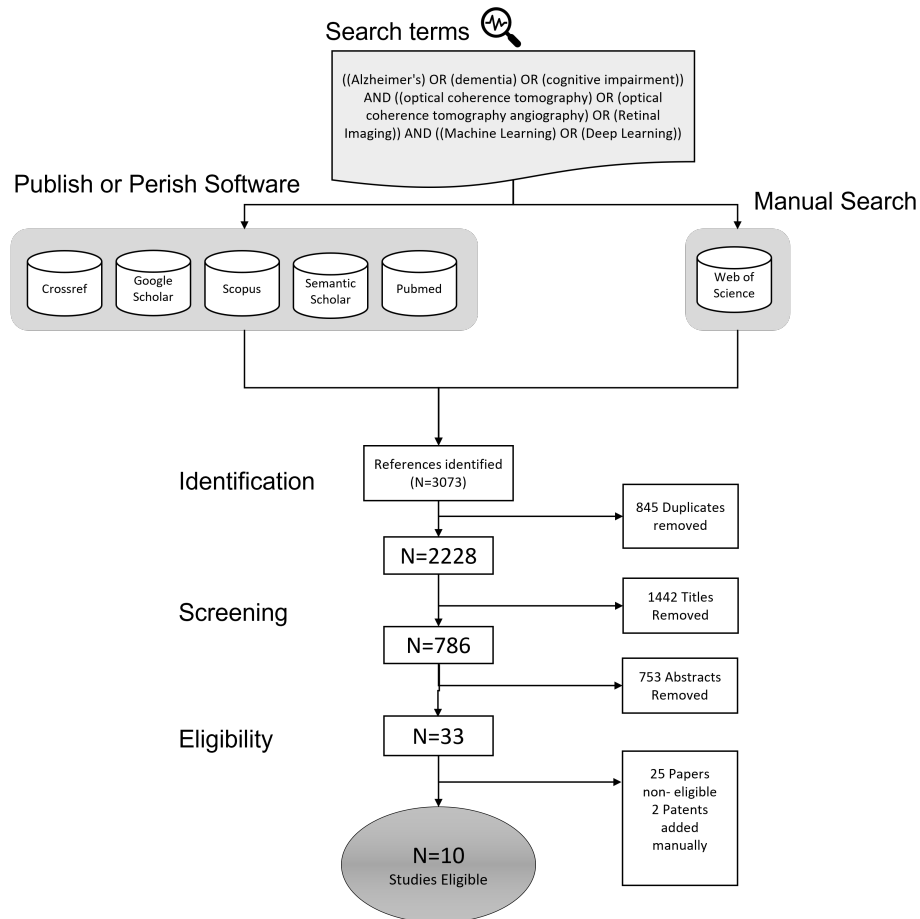 Search terms
((Alzheimer's) OR (dementia) OR (cognitive impairment))
AND ((optical coherence tomography) OR (optical
coherence tomography angiography) OR (Retinal
Imaging)) AND ((Machine Learning) OR (Deep Learning))
Publish or Perish Software
Manual Search
Crossref
Google
Scholar
Scopus
Semantic
Scholar
Pubmed
Web of
Science
Identification
References identified
(N=3073)
845 Duplicates
removed
N=2228
Screening
1442 Titles
Removed
N=786
753 Abstracts
Removed
Eligibility
N=33
25 Papers
non- eligible
2 Patents
added
manually
N=10
Studies Eligible